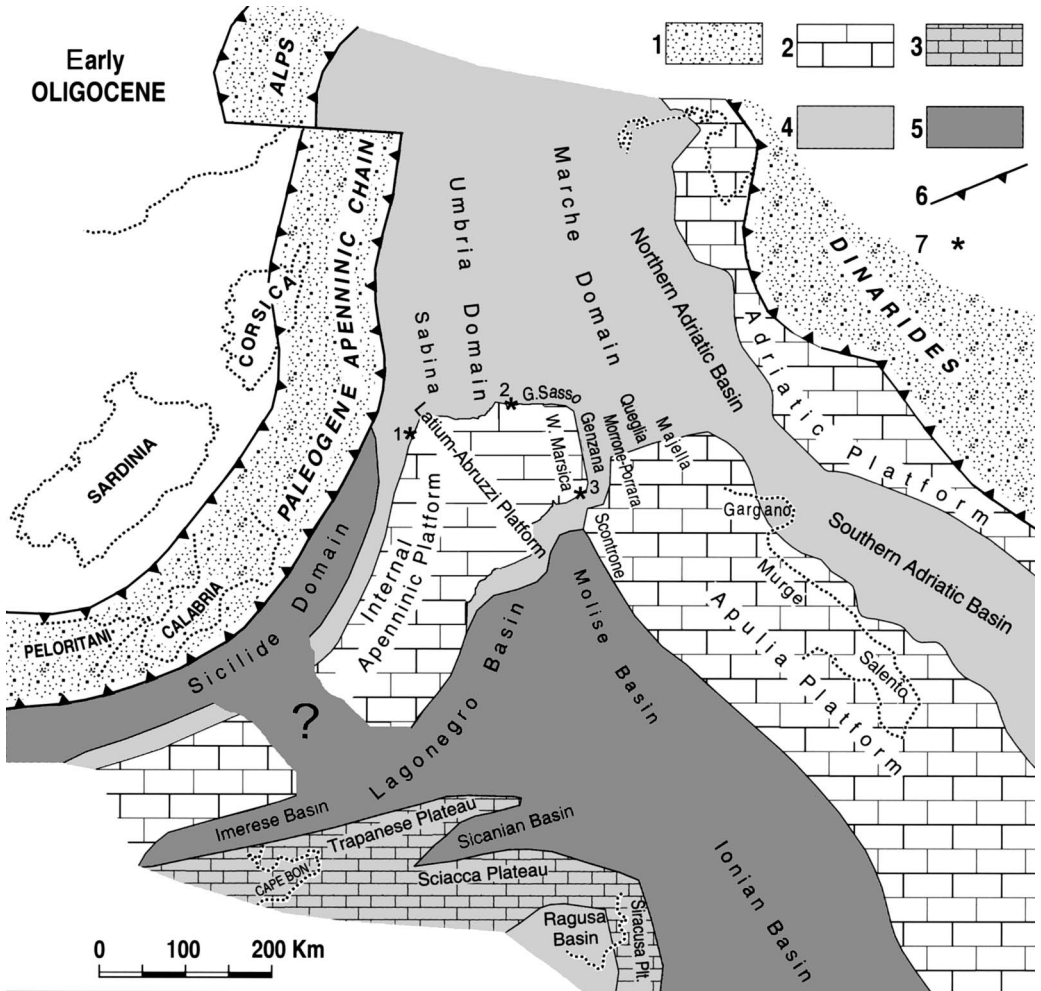 Early
OLIGOCENE
ALPS
1
2
3
4
5
6
7 *
PALEOGENE APENNINIC CHAIN
Umbria Domain
Marche Domain
Northern Adriatic Basin
DINARIDES
Adriatic Platform
CORSICA
SARDINIA
Sabina
2
*
G.Sasso
1 *
Latium-Abruzzi Platform
W. Marsica
Genzana
Queglia
Morrone-Porrara
Majella
* 3
Scontrone
Gargano
Southern Adriatic Basin
Murge
Salento
Apulia Platform
Internal
Apenninic Platform
Molise Basin
Sicilide Domain
CALABRIA
PELORITANI
?
Lagonegro Basin
Imerese Basin
Trapanese Plateau
Sicanian Basin
CAPE BON
Sciacca Plateau
Ionian Basin
Ragusa
Basin
Siracusa Plt.
0 100 200 Km